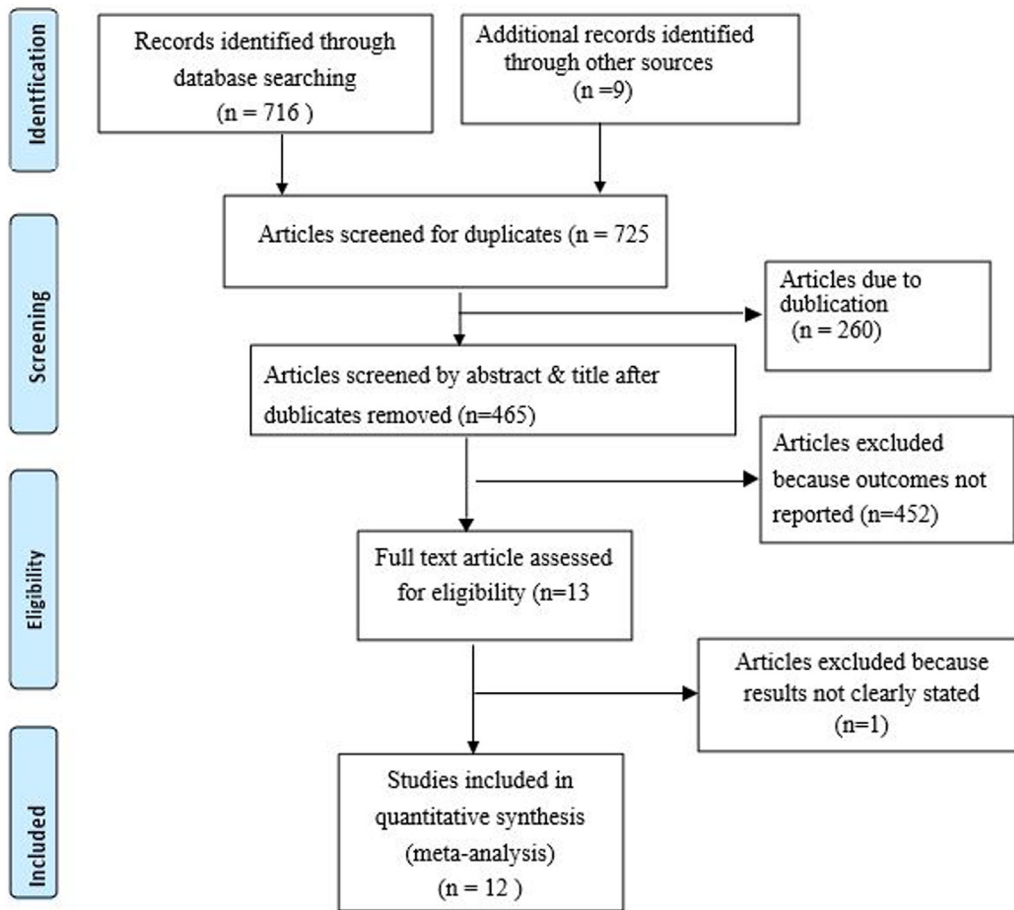 Identification
Records identified through
database searching
(n = 716 )
Additional records identified
through other sources
(n =9)
Articles screened for duplicates (n = 725
Screening
Articles due to
dublication
(n = 260)
Articles screened by abstract & title after
dublicates removed (n=465)
Articles excluded
because outcomes not
reported (n=452)
Eligibility
Full text article assessed
for eligibility (n=13
Articles excluded because
results not clearly stated
(n=1)
Included
Studies included in
quantitative synthesis
(meta-analysis)
(n = 12 )